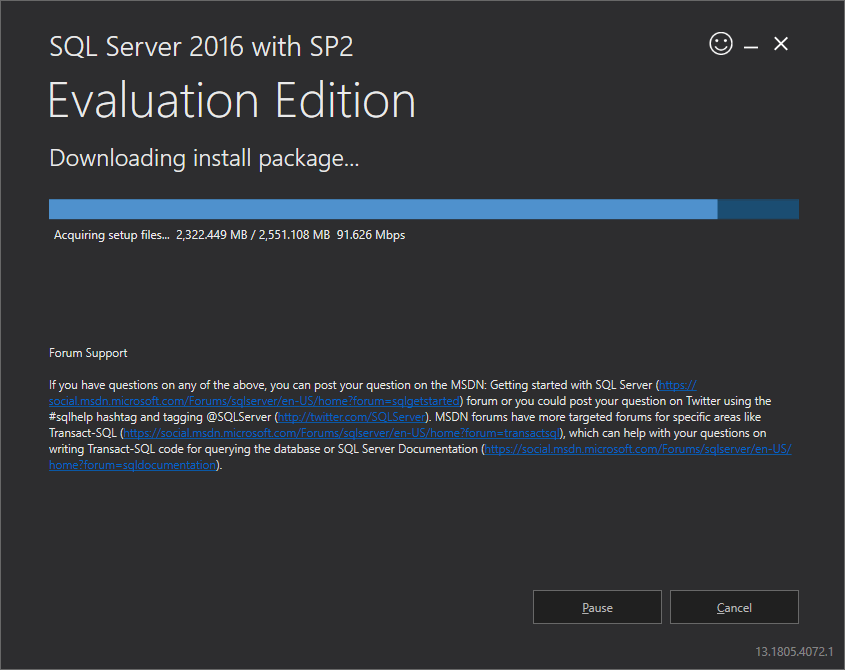 SQL Server 2016 with SP2
Evaluation Edition
Downloading install package...
Acquiring setup files... 2,322.449 MB / 2,551.108 MB 91.626 Mbps
Forum Support
If you have questions on any of the above, you can post your question on the MSDN: Getting started with SQL Server (https://
social.msdn.microsoft.com/Forums/sqlserver/en-US/home?forum=sqlgetstarted) forum or you could post your question on Twitter using the
#sqlhelp hashtag and tagging @SQLServer (http://twitter.com/SQLServer). MSDN forums have more targeted forums for specific areas like
Transact-SQL (https://social.msdn.microsoft.com/Forums/sqlserver/en-US/home?forum=transactsql), which can help with your questions on
writing Transact-SQL code for querying the database or SQL Server Documentation (https://social.msdn.microsoft.com/Forums/sqlserver/en-US/
home?forum=sqldocumentation).
Pause
Cancel
13.1805.4072.1